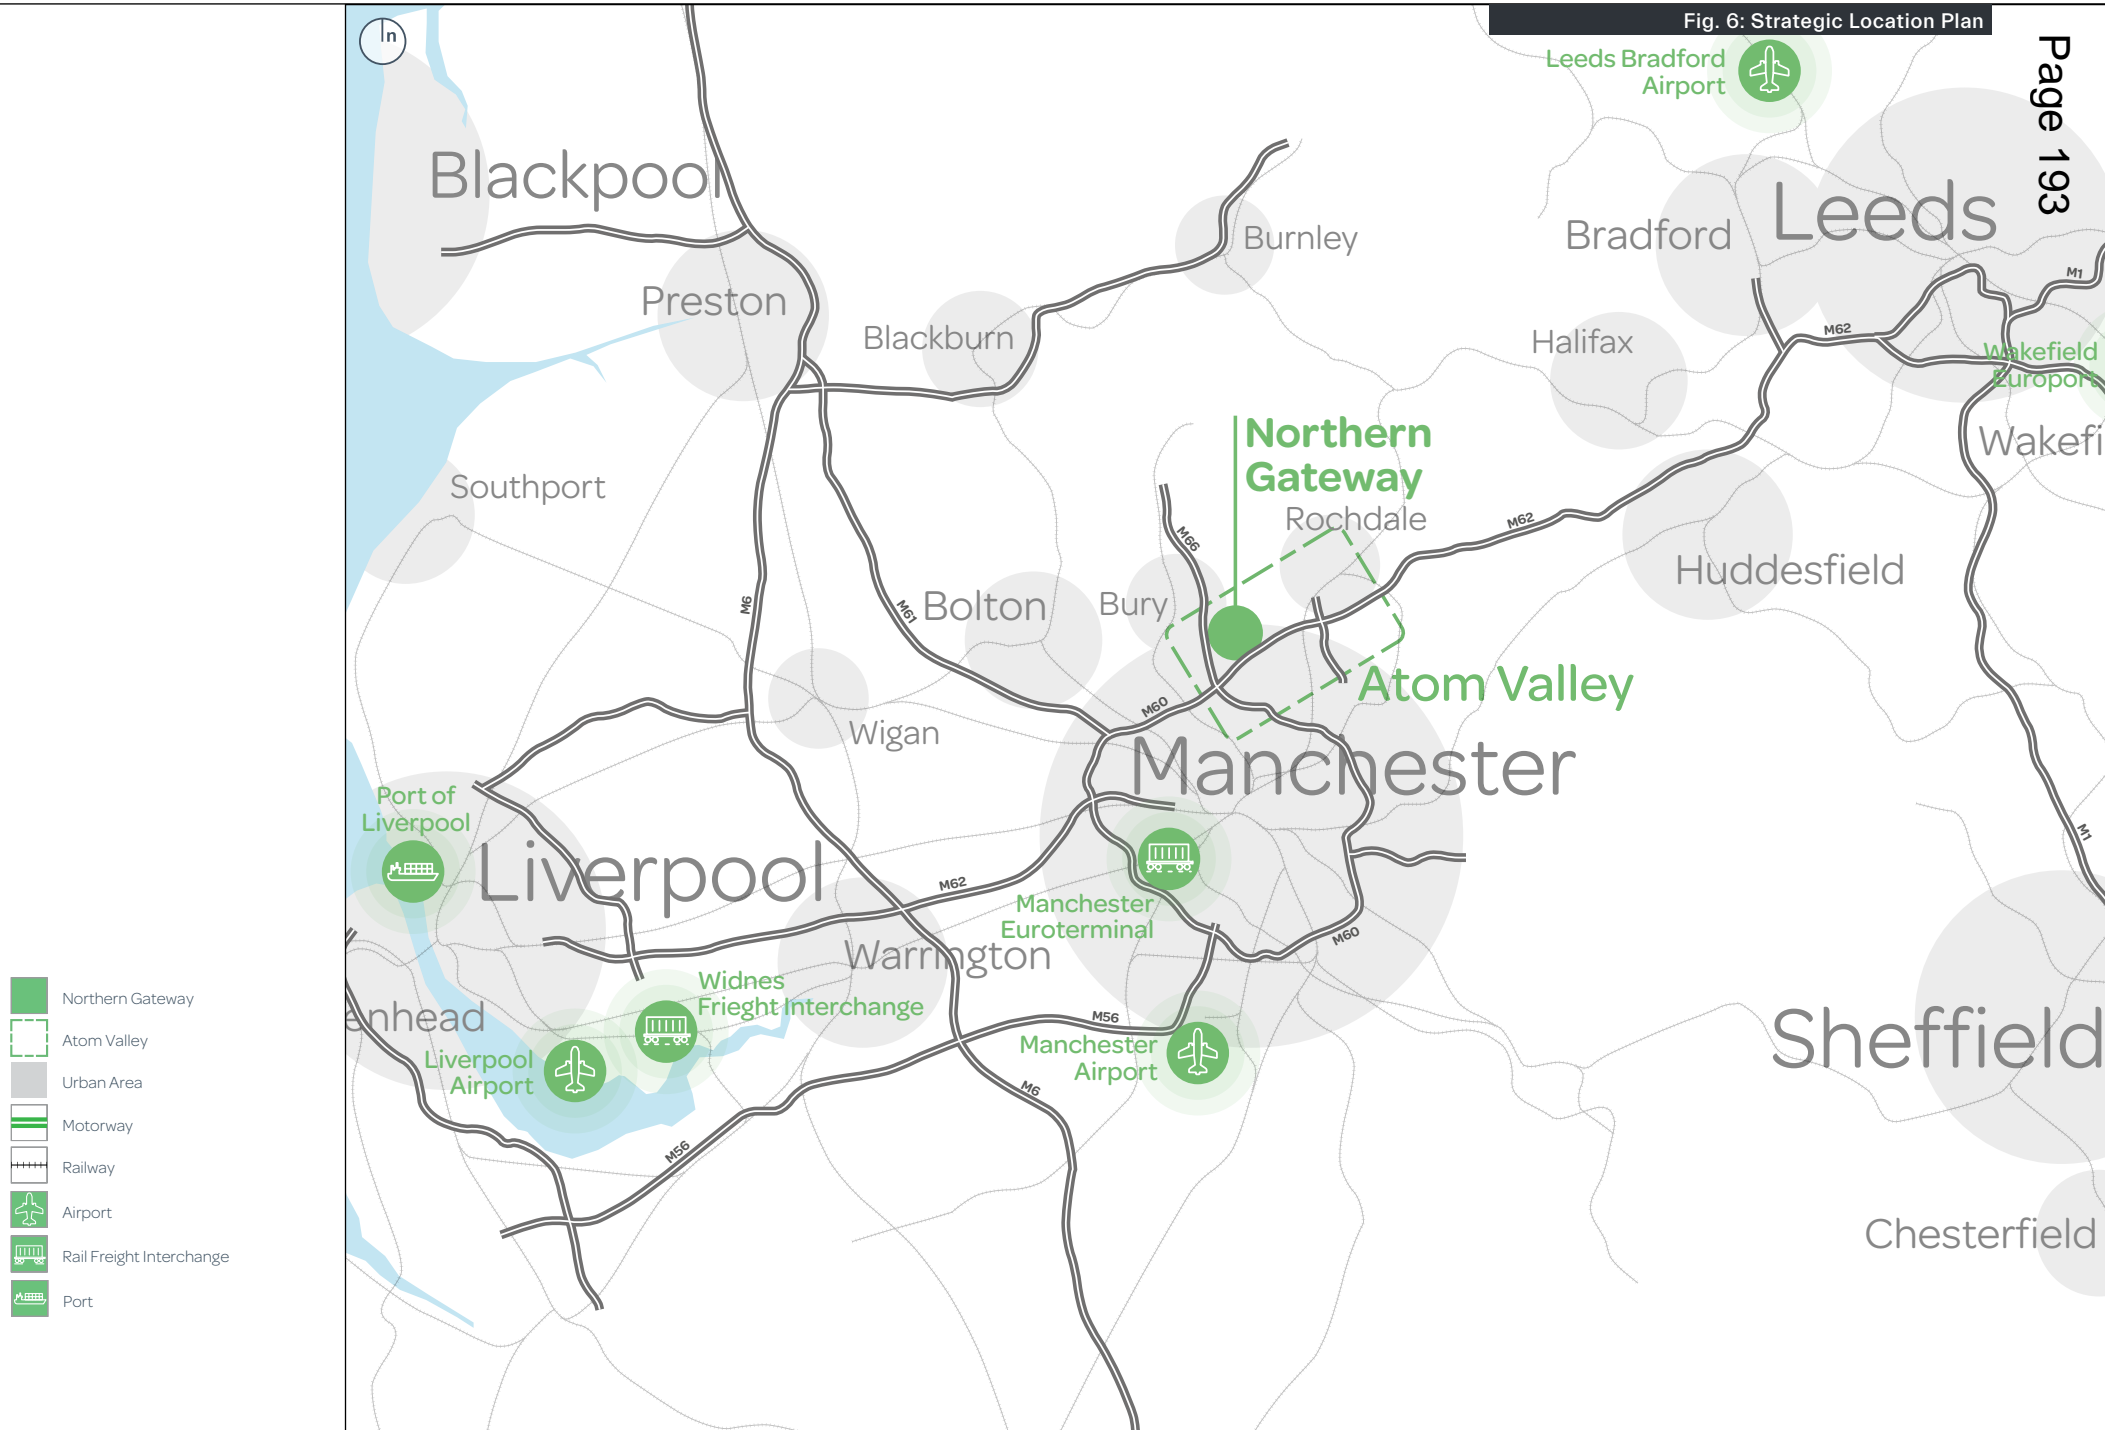 Fig. 6: Strategic Location Plan
Page 193
n
Leeds Bradford
Airport
Blackpool
Leeds
Burnley
Bradford
M1
Preston
Blackburn
M62
Halifax
Wakefield
Europort
Northern
Gateway
Wakefi
Southport
Rochdale
M62
M66
Huddesfield
M6
M61
Bolton
Bury
Atom Valley
M60
Wigan
Manchester
Port of
Liverpool
M1
Liverpool
M62
Manchester
Euroterminal
M60
Warrington
Widnes
Frieght Interchange
enhead
M56
Sheffield
Manchester
Airport
Liverpool
Airport
M6
M56
Chesterfield
Northern Gateway
Atom Valley
Urban Area
Motorway
Railway
Airport
Rail Freight Interchange
Port